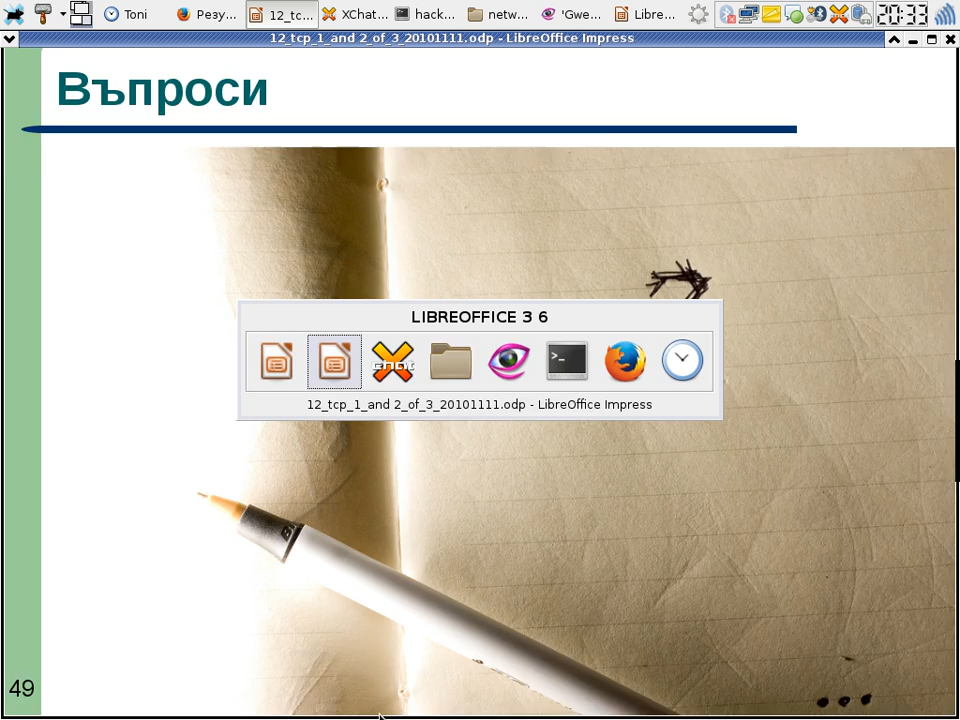 Toni
Резу...
12_tc...
XChat...
hack...
netw...
'Gwe...
Libre...
20:33
12_tcp_1_and 2_of_3_20101111.odp - LibreOffice Impress
Въпроси
LIBREOFFICE 3 6
chat
12_tcp_1_and 2_of_3_20101111.odp - LibreOffice Impress
49